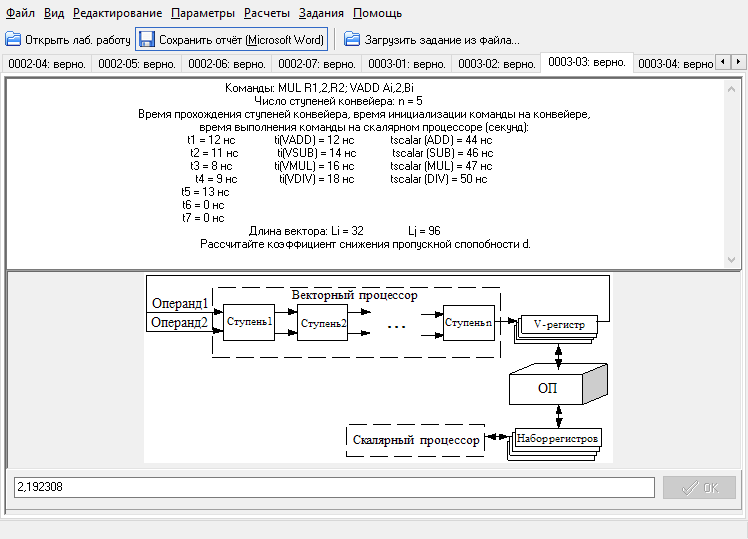 Файл Вид Редактирование Параметры Расчеты Задания Помощь
Открыть лаб. работу Сохранить отчёт (Microsoft Word) Загрузить задание из файла...
0002-04: верно. 0002-05: верно. 0002-06: верно. 0002-07: верно. 0003-01: верно. 0003-02: верно. 0003-03: верно. 0003-04: верно
Команды: MUL R1,2,R2; VADD Ai,2,Bi
Число ступеней конвейера: n = 5
Время прохождения ступеней конвейера, время инициализации команды на конвейере,
время выполнения команды на скалярном процессоре (секунд):
t1 = 12 нс ti(VADD) = 12 нс tscalar (ADD) = 44 нс
t2 = 11 нс ti(VSUB) = 14 нс tscalar (SUB) = 46 нс
t3 = 8 нс ti(VMUL) = 16 нс tscalar (MUL) = 47 нс
t4 = 9 нс ti(VDIV) = 18 нс tscalar (DIV) = 50 нс
t5 = 13 нс
t6 = 0 нс
t7 = 0 нс
Длина вектора: Li = 32 Lj = 96
Рассчитайте коэффициент снижения пропускной спопобности d.
Векторный процессор
Операнд1
Операнд2
Ступень1 Ступень2 ... Ступеньn V-регистр
ОП
Скалярный процессор Набор регистров
2,192308 OK